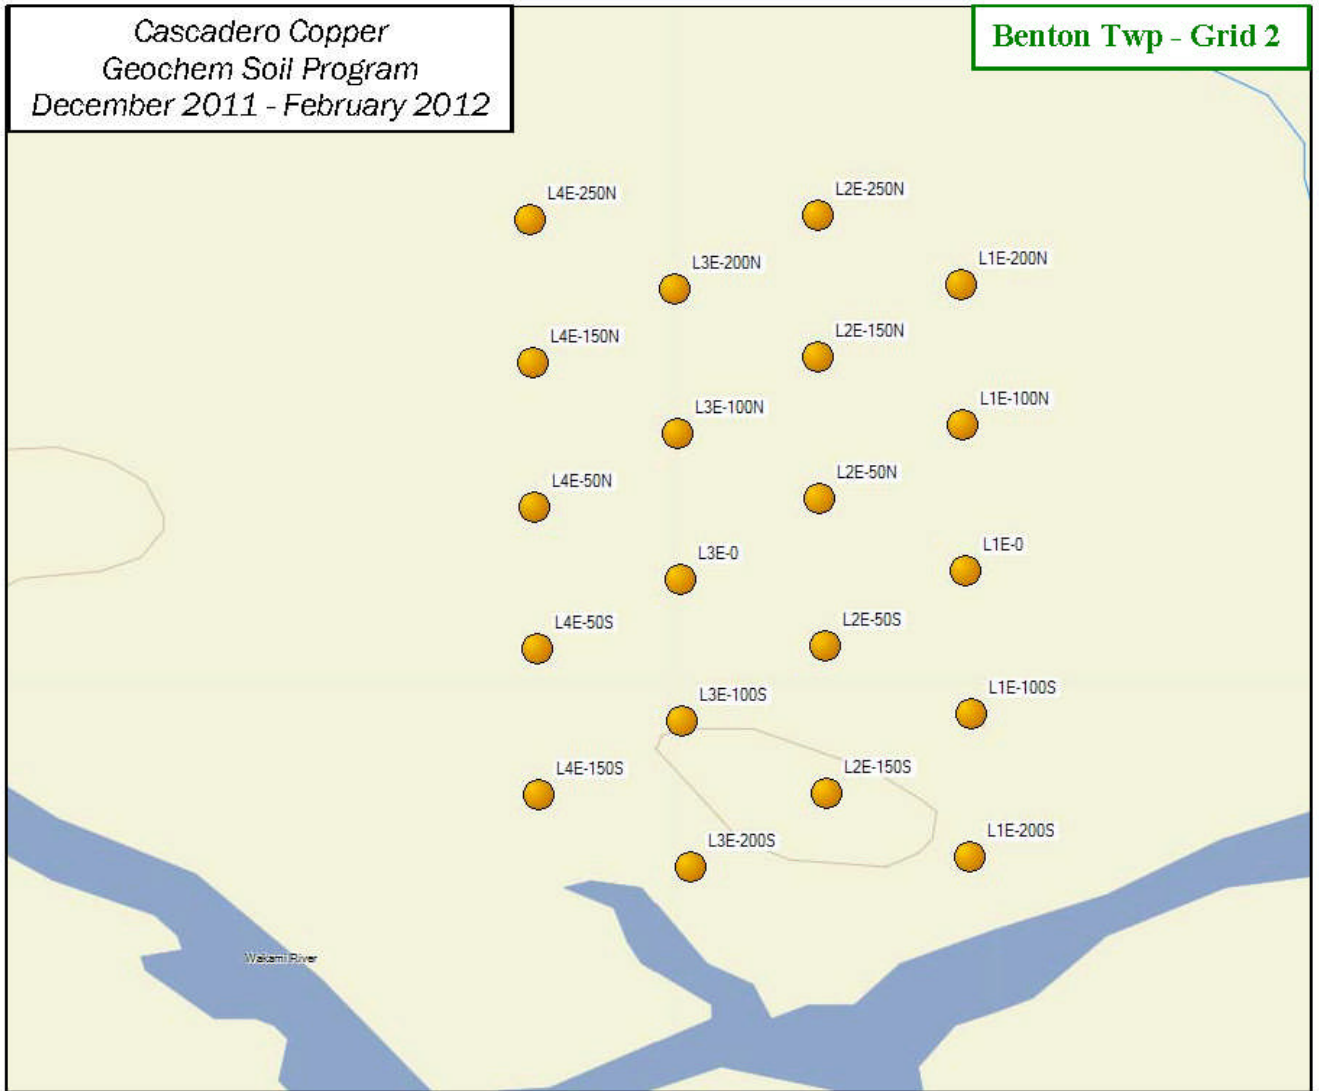 Cascadero Copper
Geochem Soil Program
December 2011 - February 2012
Benton Twp - Grid 2
L4E-250N
L2E-250N
L3E-200N
L1E-200N
L4E-150N
L2E-150N
L3E-100N
L1E-100N
L4E-50N
L2E-50N
L3E-0
L1E-0
L4E-50S
L2E-50S
L3E-100S
L1E-100S
L4E-150S
L2E-150S
L3E-200S
L1E-200S
Wakami River